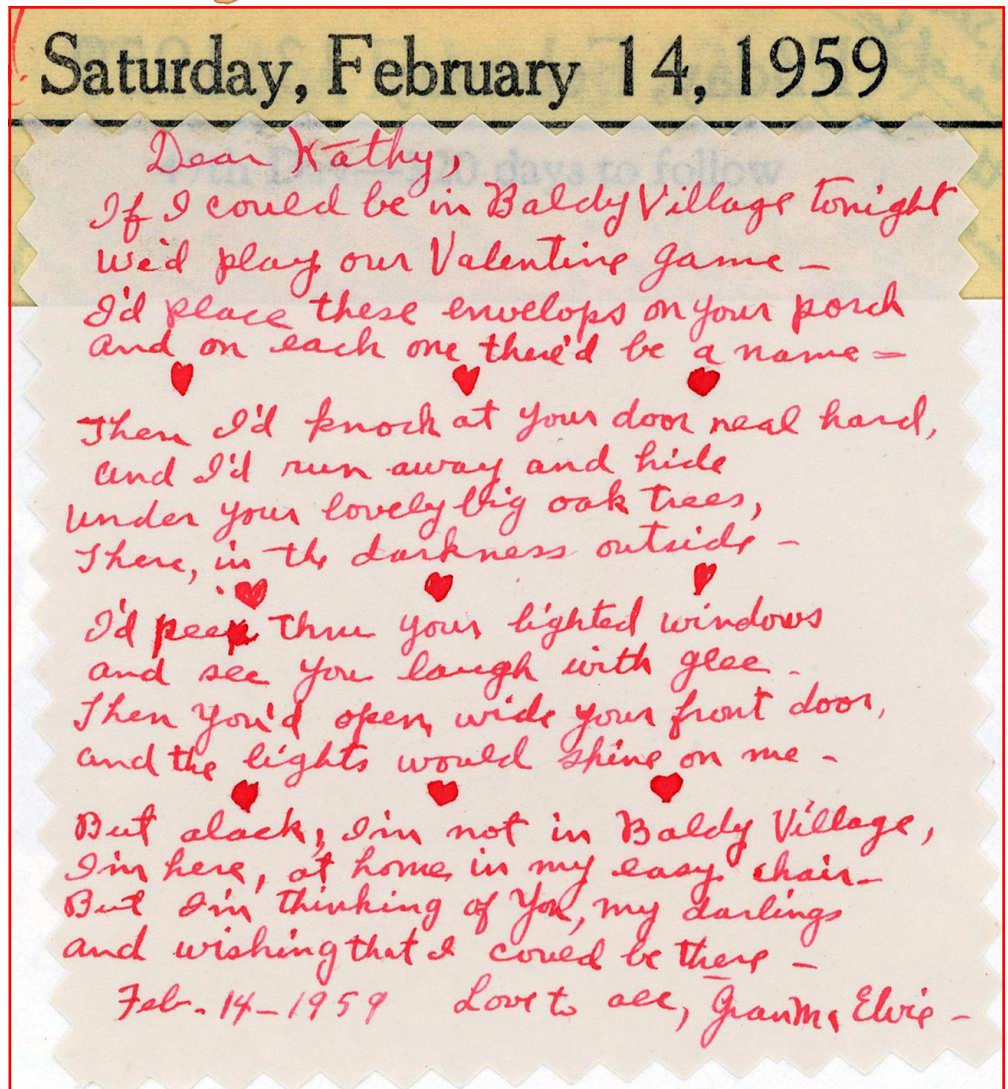 Saturday, February 14, 1959
Dear Kathy,
If I could be in Baldy Village tonight
we'd play our Valentine game –
I'd place these envelops on your porch
and on each one there'd be a name –
Then I'd knock at your door real hard,
and I'd run away and hide
under your lovely big oak trees,
There, in the darkness outside –
I'd peek thru your lighted windows
and see you laugh with glee –
Then you'd open wide your front door,
and the lights would shine on me –
But alack, I'm not in Baldy Village,
I'm here, at home in my easy chair –
But I'm thinking of You, my darlings
and wishing that I could be there –
Feb. 14 – 1959 Love to all, GranMa Elvie –